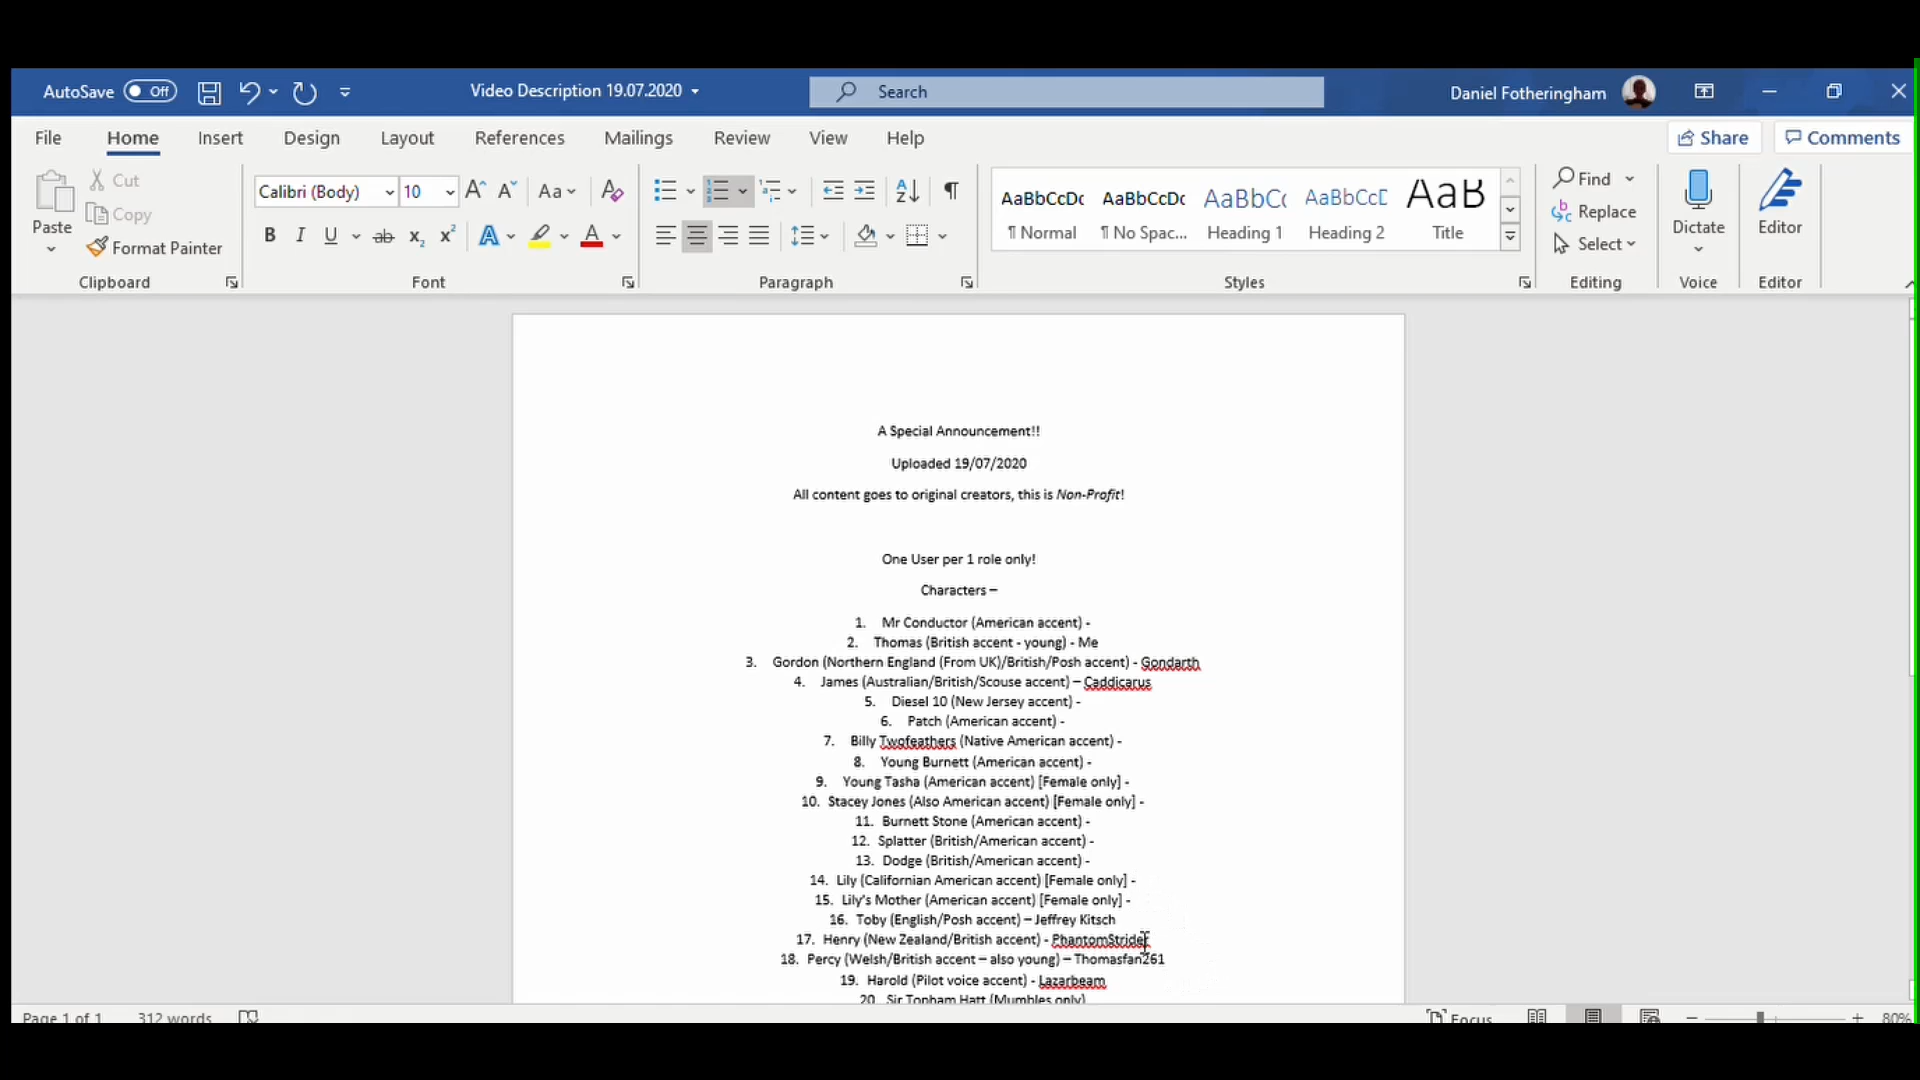 AutoSave Off Video Description 19.07.2020 Search Daniel Fotheringham
File Home Insert Design Layout References Mailings Review View Help Share Comments
Paste Cut Copy Format Painter Clipboard
Calibri (Body) 10 Font
Paragraph
AaBbCcDc AaBbCcDc AaBbC( AaBbCcD AaB
¶ Normal ¶ No Spac... Heading 1 Heading 2 Title
Styles
Find Replace Select Editing
Dictate Voice
Editor Editor
A Special Announcement!!
Uploaded 19/07/2020
All content goes to original creators, this is Non-Profit!
One User per 1 role only!
Characters –
1. Mr Conductor (American accent) -
2. Thomas (British accent - young) - Me
3. Gordon (Northern England (From UK)/British/Posh accent) - Gondarth
4. James (Australian/British/Scouse accent) – Caddicarus
5. Diesel 10 (New Jersey accent) -
6. Patch (American accent) -
7. Billy Twofeathers (Native American accent) -
8. Young Burnett (American accent) -
9. Young Tasha (American accent) [Female only] -
10. Stacey Jones (Also American accent) [Female only] -
11. Burnett Stone (American accent) -
12. Splatter (British/American accent) -
13. Dodge (British/American accent) -
14. Lily (Californian American accent) [Female only] -
15. Lily's Mother (American accent) [Female only] -
16. Toby (English/Posh accent) – Jeffrey Kitsch
17. Henry (New Zealand/British accent) - PhantomStrider
18. Percy (Welsh/British accent – also young) – Thomasfan261
19. Harold (Pilot voice accent) - Lazarbeam
20. Sir Topham Hatt (Mumbles only)
Page 1 of 1 312 words Focus 80%